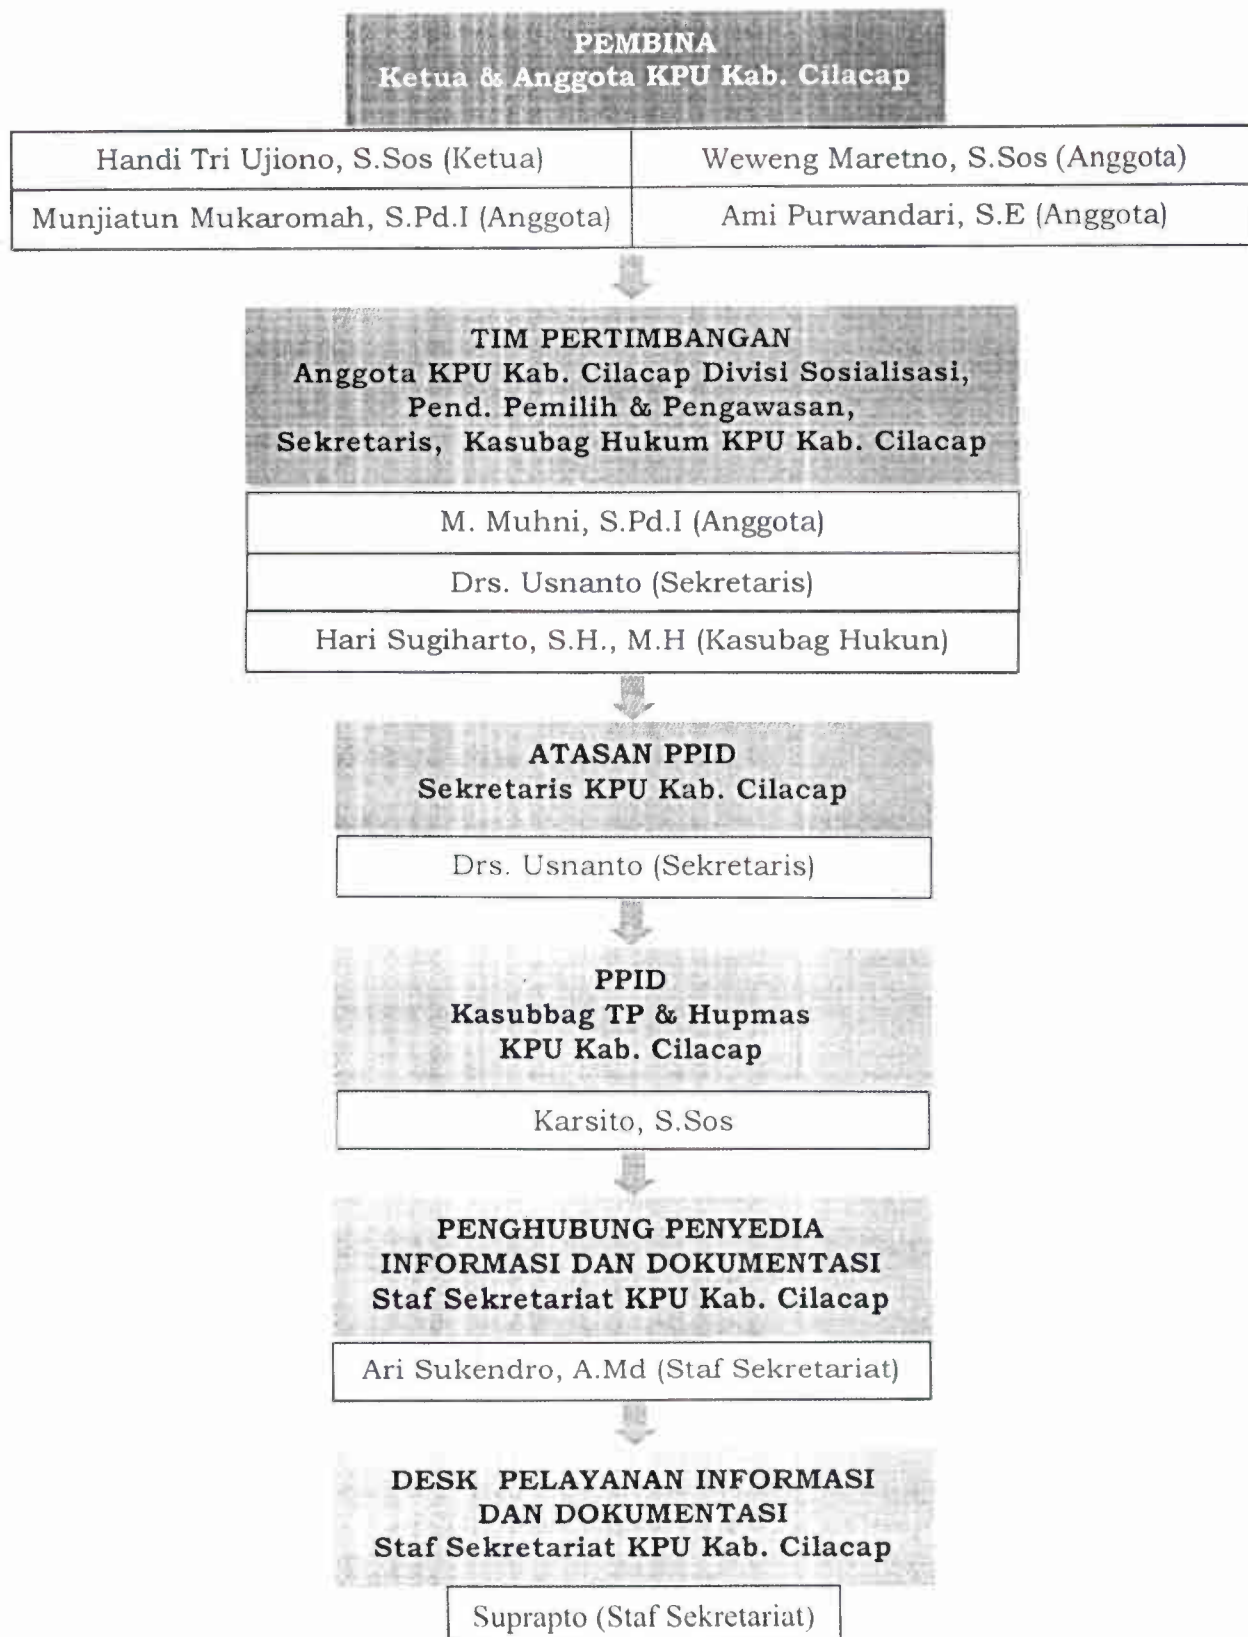 PEMBINA
Ketua & Anggota KPU Kab. Cilacap
Handi Tri Ujiono, S.Sos (Ketua)
Weweng Maretno, S.Sos (Anggota)
Munjiatun Mukaromah, S.Pd.I (Anggota)
Ami Purwandari, S.E (Anggota)
TIM PERTIMBANGAN
Anggota KPU Kab. Cilacap Divisi Sosialisasi,
Pend. Pemilih & Pengawasan,
Sekretaris, Kasubag Hukum KPU Kab. Cilacap
M. Muhni, S.Pd.I (Anggota)
Drs. Usnanto (Sekretaris)
Hari Sugiharto, S.H., M.H (Kasubag Hukun)
ATASAN PPID
Sekretaris KPU Kab. Cilacap
Drs. Usnanto (Sekretaris)
PPID
Kasubbag TP & Hupmas
KPU Kab. Cilacap
Karsito, S.Sos
PENGHUBUNG PENYEDIA
INFORMASI DAN DOKUMENTASI
Staf Sekretariat KPU Kab. Cilacap
Ari Sukendro, A.Md (Staf Sekretariat)
DESK PELAYANAN INFORMASI
DAN DOKUMENTASI
Staf Sekretariat KPU Kab. Cilacap
Suprapto (Staf Sekretariat)